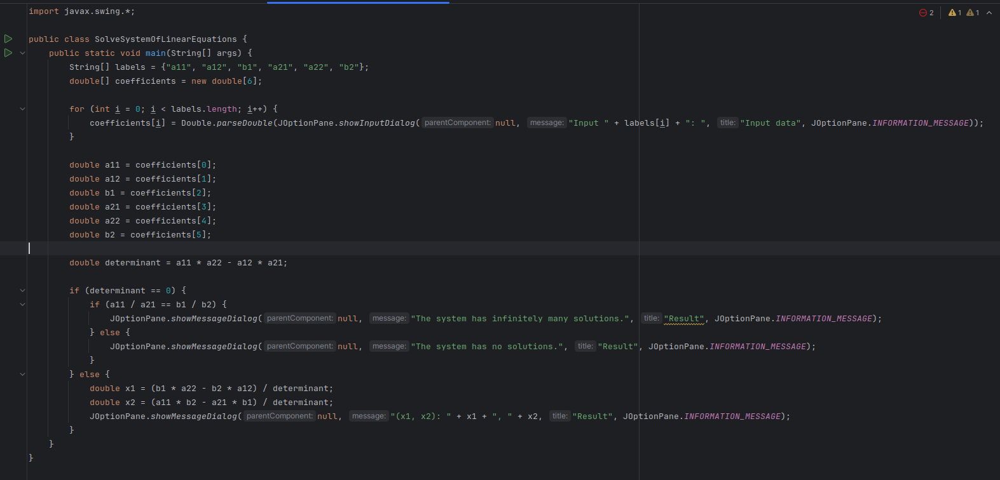 import javax.swing.*;
2 1 1
public class SolveSystemOfLinearEquations {
    public static void main(String[] args) {
        String[] labels = {"a11", "a12", "b1", "a21", "a22", "b2"};
        double[] coefficients = new double[6];
        for (int i = 0; i < labels.length; i++) {
            coefficients[i] = Double.parseDouble(JOptionPane.showInputDialog( parentComponent: null, message: "Input " + labels[i] + ": ", title: "Input data", JOptionPane.INFORMATION_MESSAGE));
        }
        double a11 = coefficients[0];
        double a12 = coefficients[1];
        double b1 = coefficients[2];
        double a21 = coefficients[3];
        double a22 = coefficients[4];
        double b2 = coefficients[5];
        double determinant = a11 * a22 - a12 * a21;
        if (determinant == 0) {
            if (a11 / a21 == b1 / b2) {
                JOptionPane.showMessageDialog( parentComponent: null, message: "The system has infinitely many solutions.", title: "Result", JOptionPane.INFORMATION_MESSAGE);
            } else {
                JOptionPane.showMessageDialog( parentComponent: null, message: "The system has no solutions.", title: "Result", JOptionPane.INFORMATION_MESSAGE);
            }
        } else {
            double x1 = (b1 * a22 - b2 * a12) / determinant;
            double x2 = (a11 * b2 - a21 * b1) / determinant;
            JOptionPane.showMessageDialog( parentComponent: null, message: "(x1, x2): " + x1 + ", " + x2, title: "Result", JOptionPane.INFORMATION_MESSAGE);
        }
    }
}